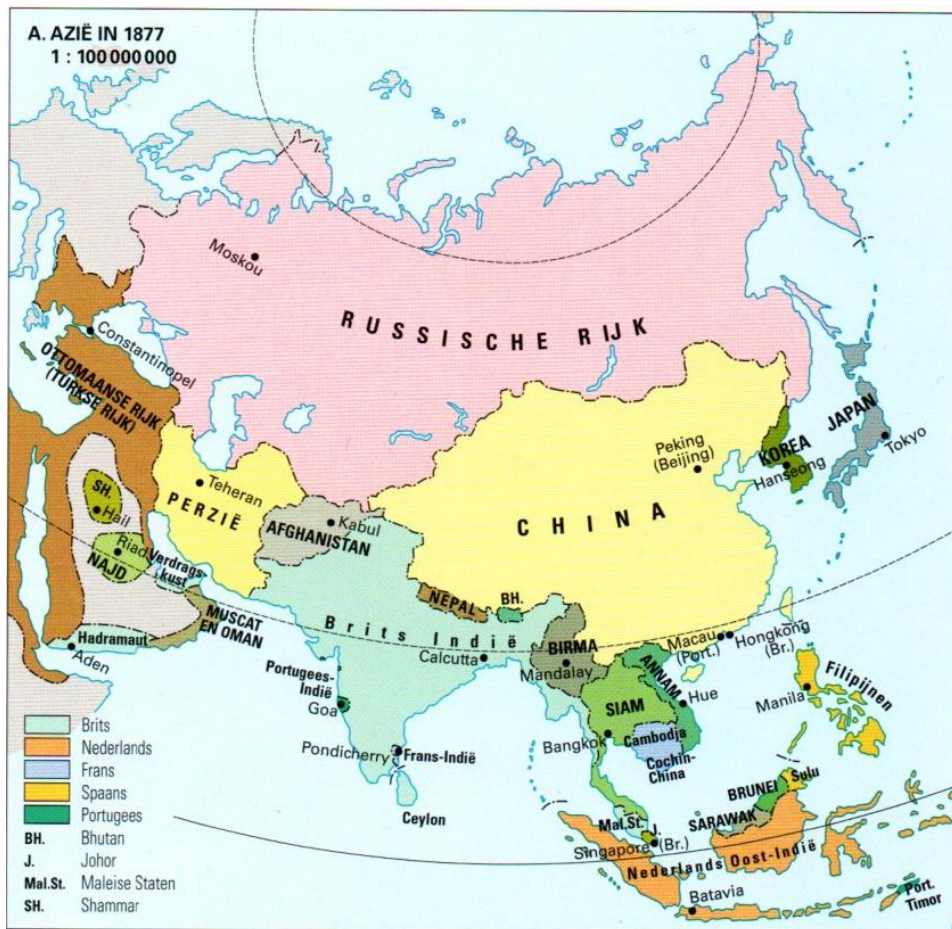 A. AZIË IN 1877
1 : 100 000 000
Moskou
RUSSISCHE RIJK
Constantinopel
OTTOMAANSE RIJK
(TURKSE RIJK)
JAPAN
KOREA
Tokyo
Peking
(Beijing)
Hanseong
SH.
Hail
Teheran
PERZIË
AFGHANISTAN
Kabul
CHINA
Riad
NAJD
Verdrags-
kust
NEPAL
BH.
MUSCAT
EN OMAN
Hadramaut
Aden
Brits Indië
Calcutta
BIRMA
Mandalay
Macau
(Port.)
Hongkong
(Br.)
ANNAM
Hue
Filipijnen
Manila
Portugees-
Indië
Goa
SIAM
Bangkok
Cambodja
Cochin-
China
Pondicherry
Frans-Indië
Ceylon
BRUNEI
Sulu
Mal.St.
J.
SARAWAK
Singapore (Br.)
Nederlands Oost-Indië
Batavia
Port.
Timor
Brits
Nederlands
Frans
Spaans
Portugees
BH. Bhutan
J. Johor
Mal.St. Maleise Staten
SH. Shammar